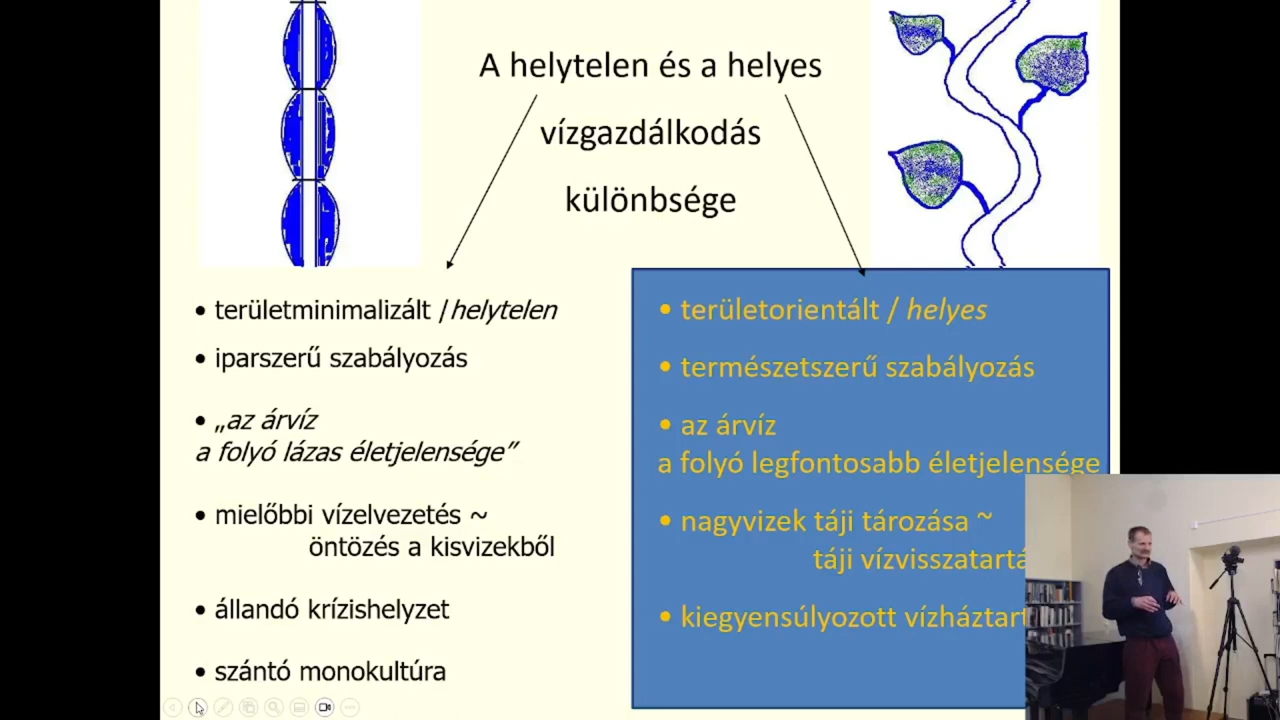 A helytelen és a helyes
vízgazdálkodás
különbsége
• területminimalizált / helytelen
• iparszerű szabályozás
• „az árvíz
a folyó lázas életjelensége”
• mielőbbi vízelvezetés ~
öntözés a kisvizekből
• állandó krízishelyzet
• szántó monokultúra
• területorientált / helyes
• természetszerű szabályozás
• az árvíz
a folyó legfontosabb életjelensége
• nagyvizek táji tározása ~
táji vízvisszatartá
• kiegyensúlyozott vízháztart